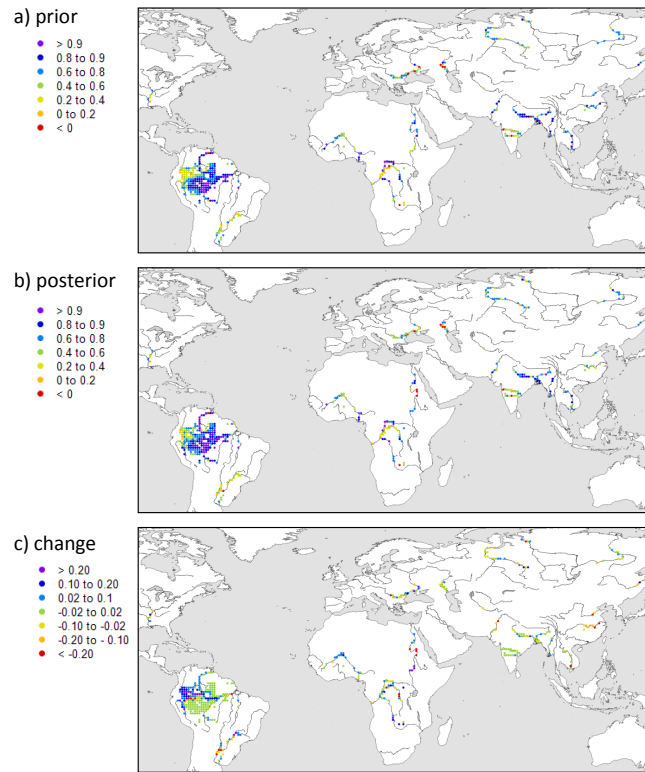 a) prior
> 0.9
0.8 to 0.9
0.6 to 0.8
0.4 to 0.6
0.2 to 0.4
0 to 0.2
< 0
b) posterior
> 0.9
0.8 to 0.9
0.6 to 0.8
0.4 to 0.6
0.2 to 0.4
0 to 0.2
< 0
c) change
> 0.20
0.10 to 0.20
0.02 to 0.1
-0.02 to 0.02
-0.10 to -0.02
-0.20 to - 0.10
< -0.20